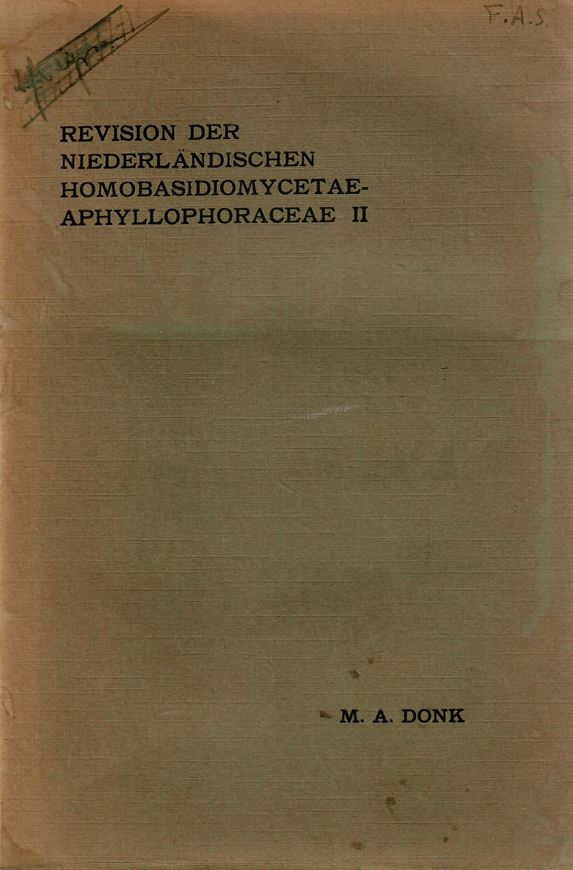 F.A.S.
REVISION DER
NIEDERLÄNDISCHEN
HOMOBASIDIOMYCETAE-
APHYLLOPHORACEAE II
M. A. DONK